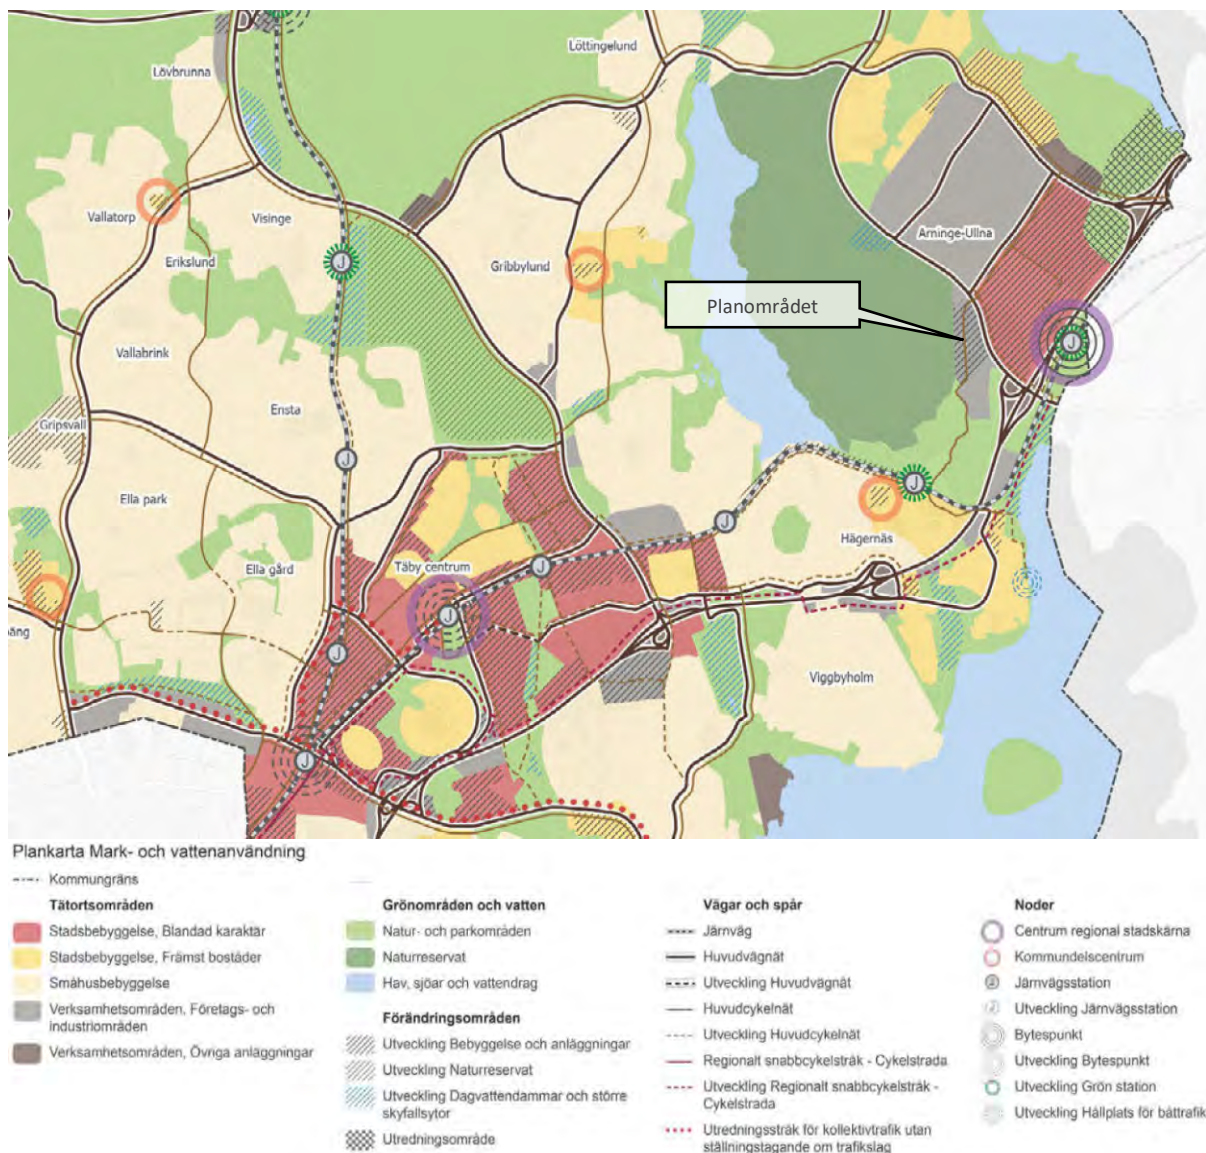 Löttingelund
Lövbrunna
Vallatorp
Visinge
Erikslund
Gribbylund
Arninge-Ullna
Planområdet
J
J
Vallabrink
Ensta
Gripsvall
J
Ella park
J
J
Hägernäs
Ella gård
Täby centrum
J
J
äng
J
Viggbyholm
J
Plankarta Mark- och vattenanvändning
Kommungräns
Tätortsområden
Stadsbebyggelse, Blandad karaktär
Stadsbebyggelse, Främst bostäder
Småhusbebyggelse
Verksamhetsområden, Företags- och
industriområden
Verksamhetsområden, Övriga anläggningar
Grönområden och vatten
Natur- och parkområden
Naturreservat
Hav, sjöar och vattendrag
Förändringsområden
Utveckling Bebyggelse och anläggningar
Utveckling Naturreservat
Utveckling Dagvattendammar och större
skyfallsytor
Utredningsområde
Vägar och spår
Järnväg
Huvudvägnät
Utveckling Huvudvägnät
Huvudcykelnät
Utveckling Huvudcykelnät
Regionalt snabbcykelstråk - Cykelstrada
Utveckling Regionalt snabbcykelstråk -
Cykelstrada
Utredningsstråk för kollektivtrafik utan
ställningstagande om trafikslag
Noder
Centrum regional stadskärna
Kommundelscentrum
J Järnvägsstation
J Utveckling Järnvägsstation
Bytespunkt
Utveckling Bytespunkt
Utveckling Grön station
Utveckling Hållplats för båttrafik